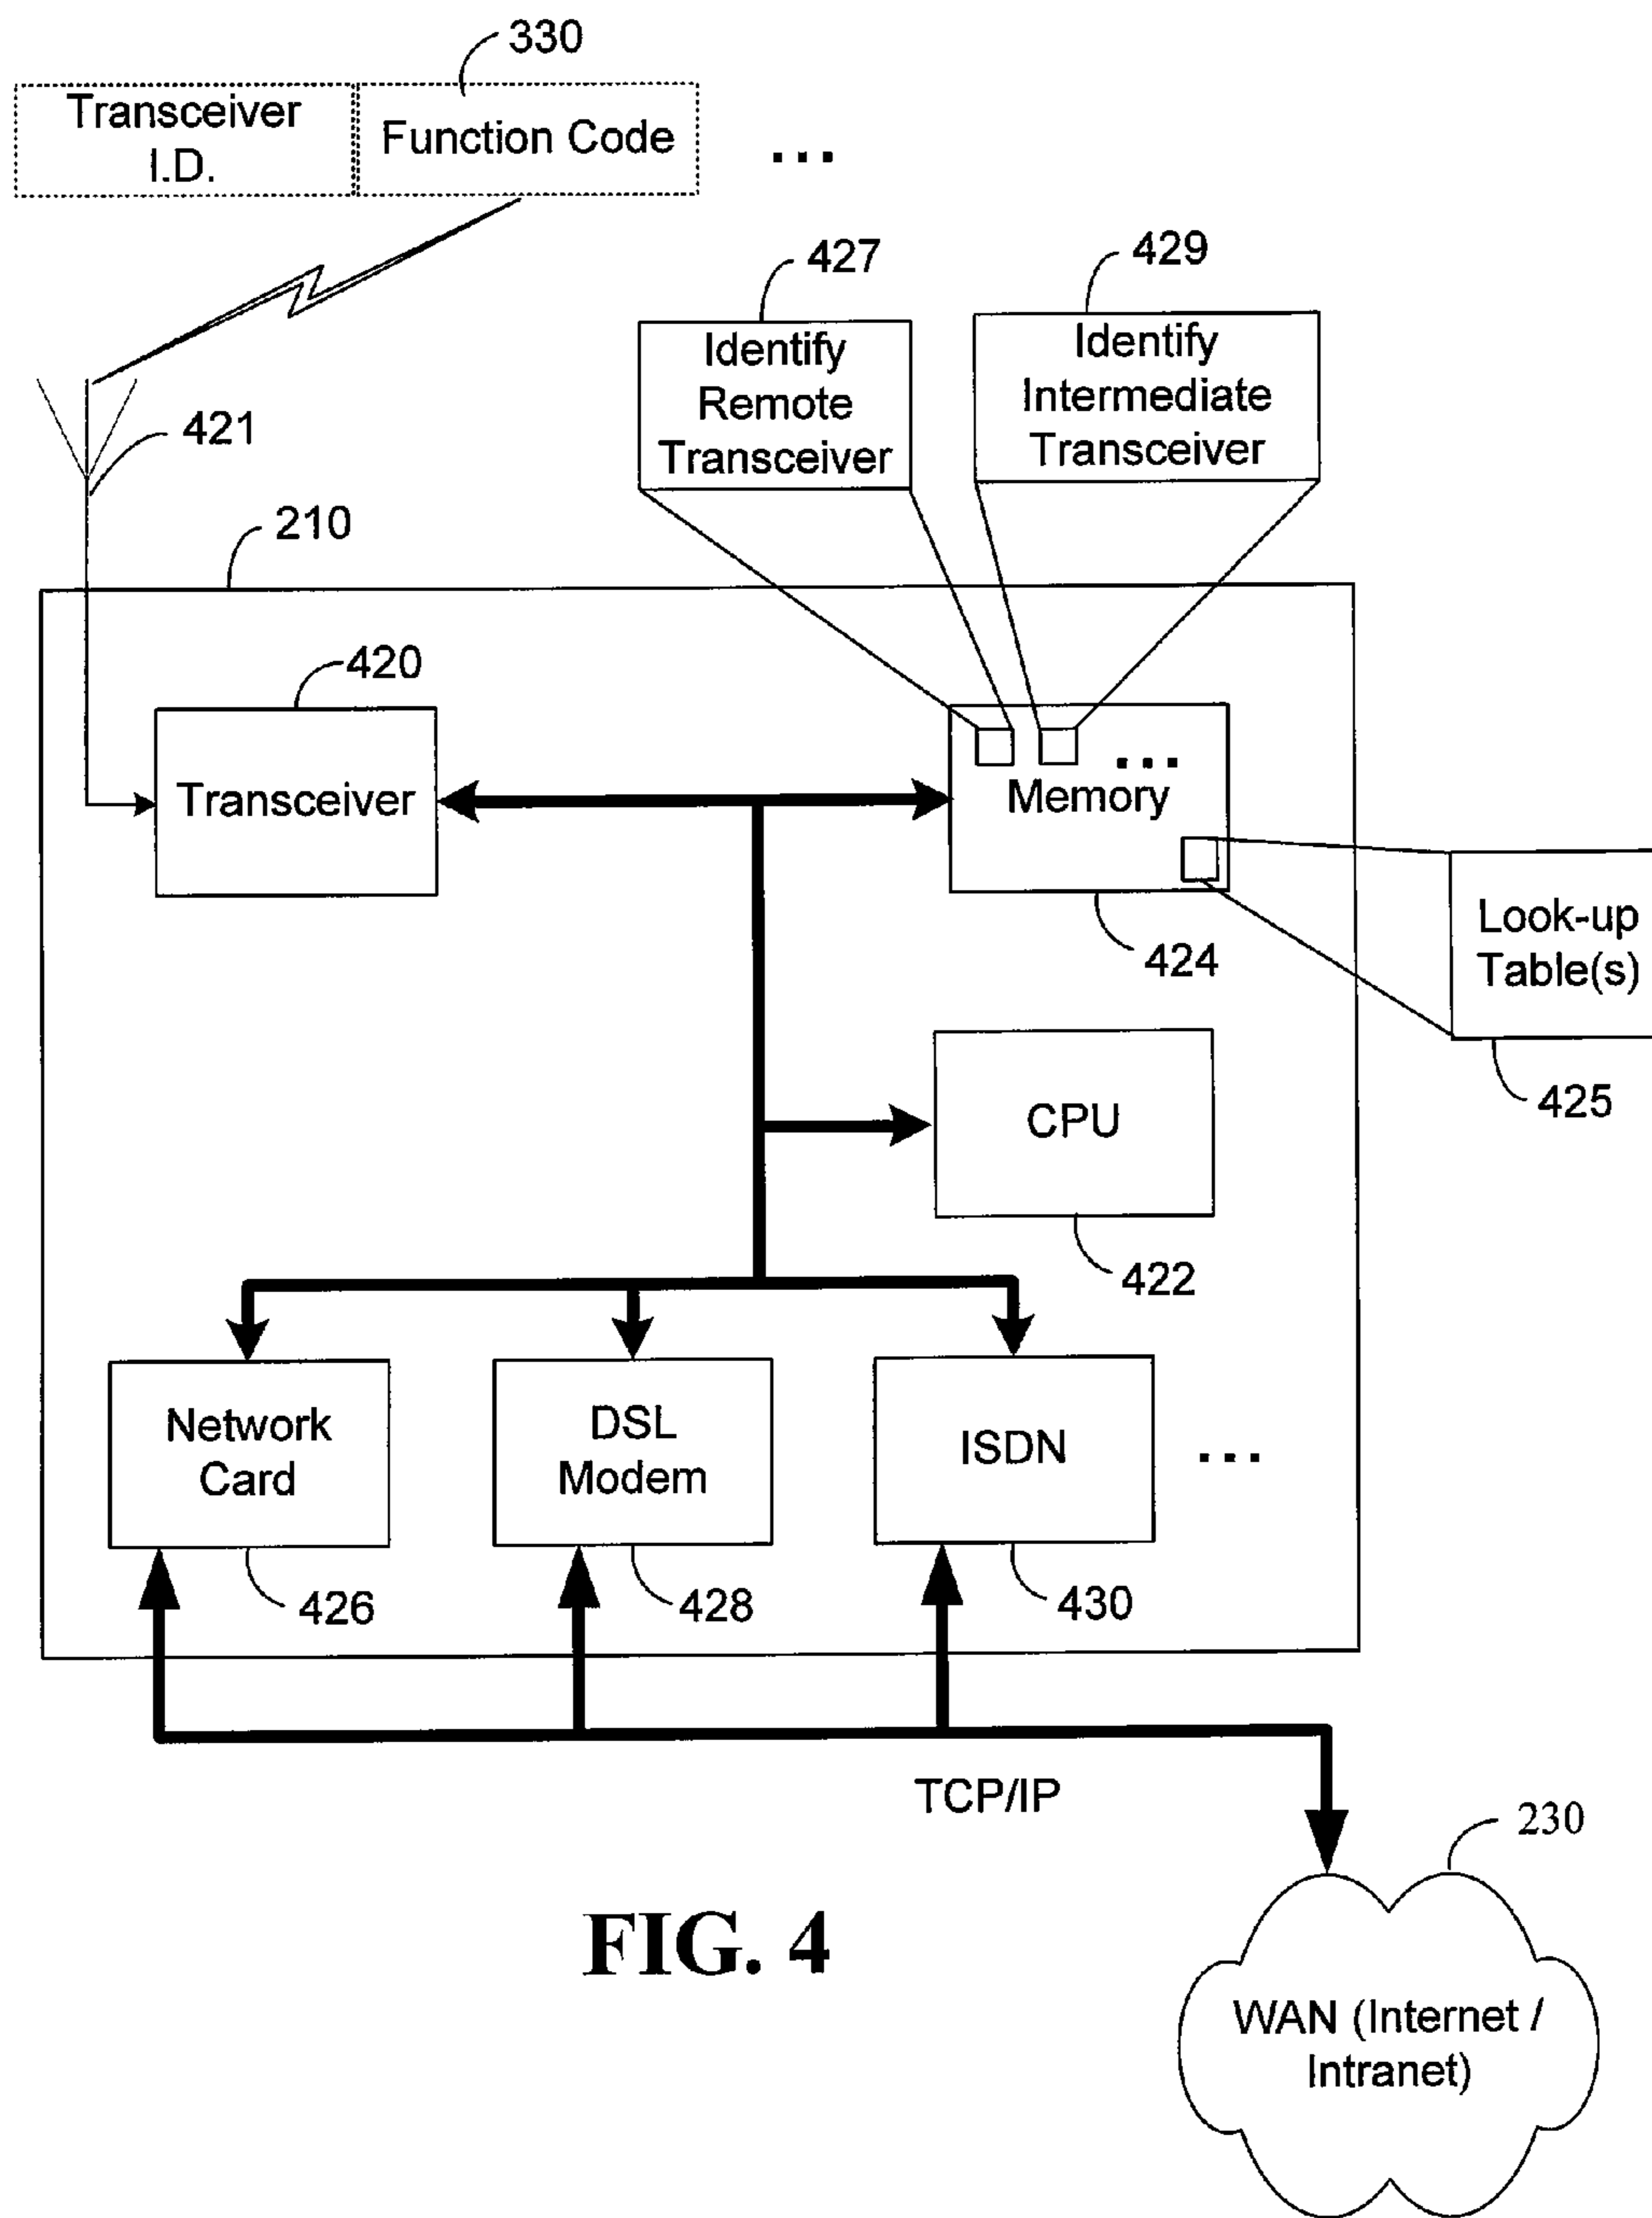 330
Transceiver
I.D.
Function Code
...
427
429
Identify
Remote
Transceiver
Identify
Intermediate
Transceiver
421
210
420
Transceiver
...
Memory
424
Look-up
Table(s)
425
CPU
422
Network
Card
DSL
Modem
ISDN
...
426
428
430
TCP/IP
230
FIG. 4
WAN (Internet /
Intranet)